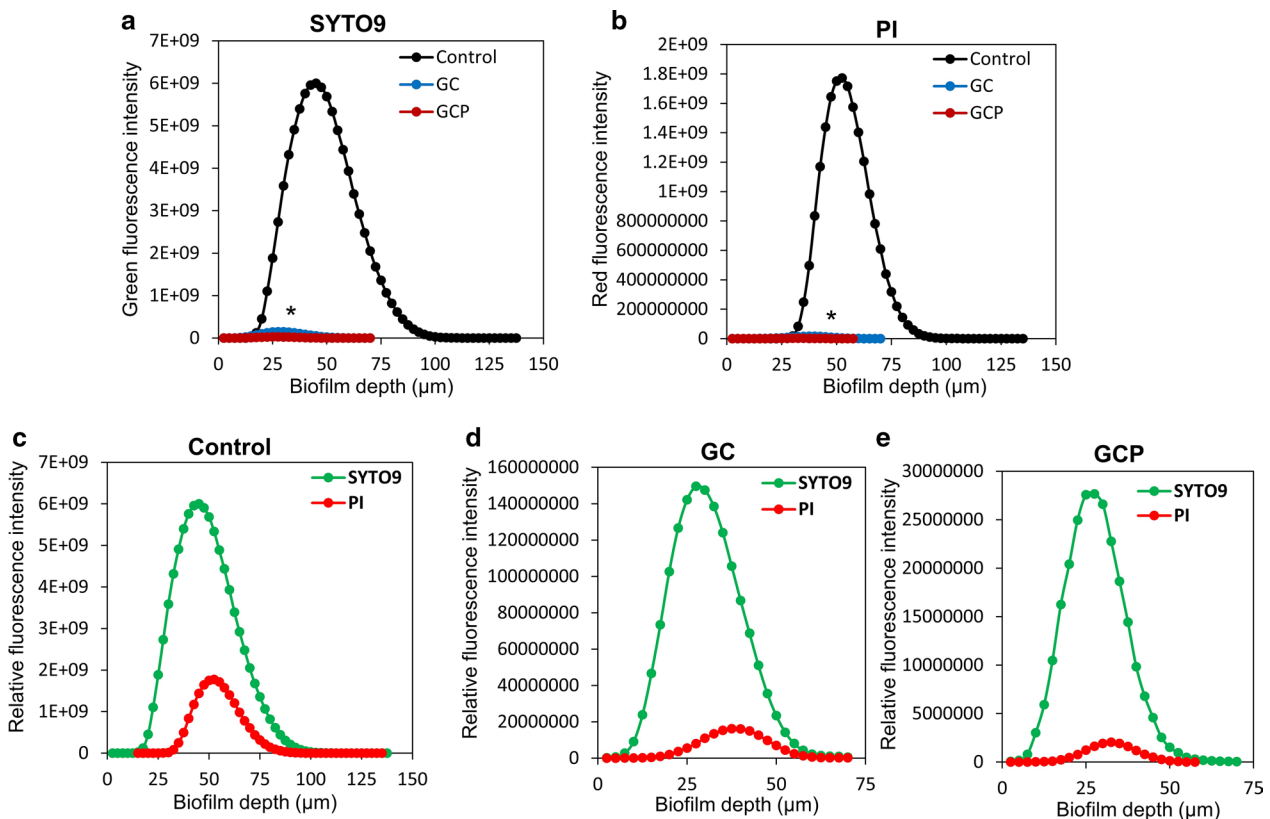 a
SYTO9
Green fluorescence intensity
7E+09
6E+09
5E+09
4E+09
3E+09
2E+09
1E+09
0
Control
GC
GCP
*
0 25 50 75 100 125 150
Biofilm depth (µm)
b
PI
Red fluorescence intensity
2E+09
1.8E+09
1.6E+09
1.4E+09
1.2E+09
1E+09
800000000
600000000
400000000
200000000
0
Control
GC
GCP
*
0 25 50 75 100 125 150
Biofilm depth (µm)
c
Control
Relative fluorescence intensity
7E+09
6E+09
5E+09
4E+09
3E+09
2E+09
1E+09
0
SYTO9
PI
0 25 50 75 100 125 150
Biofilm depth (µm)
d
GC
Relative fluorescence intensity
160000000
140000000
120000000
100000000
80000000
60000000
40000000
20000000
0
SYTO9
PI
0 25 50 75
Biofilm depth (µm)
e
GCP
Relative fluorescence intensity
30000000
25000000
20000000
15000000
10000000
5000000
0
SYTO9
PI
0 25 50 75
Biofilm depth (µm)